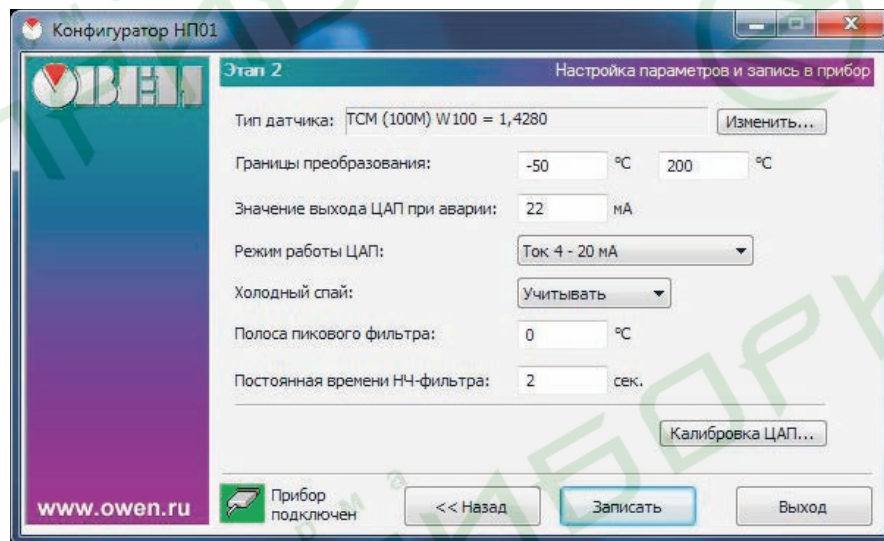 Конфигуратор НП01
ОВЕН
Этап 2 Настройка параметров и запись в прибор
Тип датчика: ТСМ (100М) W100 = 1,4280 Изменить...
Границы преобразования: -50 °С 200 °С
Значение выхода ЦАП при аварии: 22 мА
Режим работы ЦАП: Ток 4 - 20 мА
Холодный спай: Учитывать
Полоса пикового фильтра: 0 °С
Постоянная времени НЧ-фильтра: 2 сек.
Калибровка ЦАП...
www.owen.ru
Прибор подключен
<< Назад Записать Выход